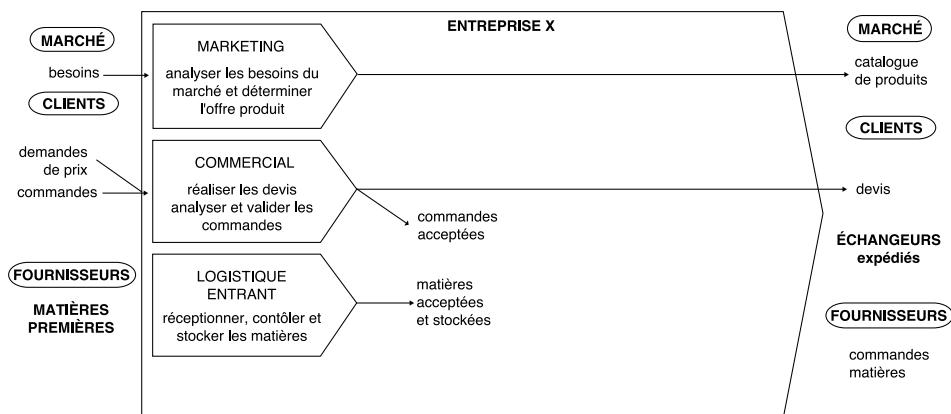 ENTREPRISE X
MARCHÉ
besoins
CLIENTS
demandes
de prix
commandes
FOURNISSEURS
MATIÈRES
PREMIÈRES
MARKETING
analyser les besoins du
marché et déterminer
l'offre produit
COMMERCIAL
réaliser les devis
analyser et valider les
commandes
commandes
acceptées
LOGISTIQUE
ENTRANT
réceptionner, contôler et
stocker les matières
matières
acceptées
et stockées
MARCHÉ
catalogue
de produits
CLIENTS
devis
ÉCHANGEURS
expédiés
FOURNISSEURS
commandes
matières